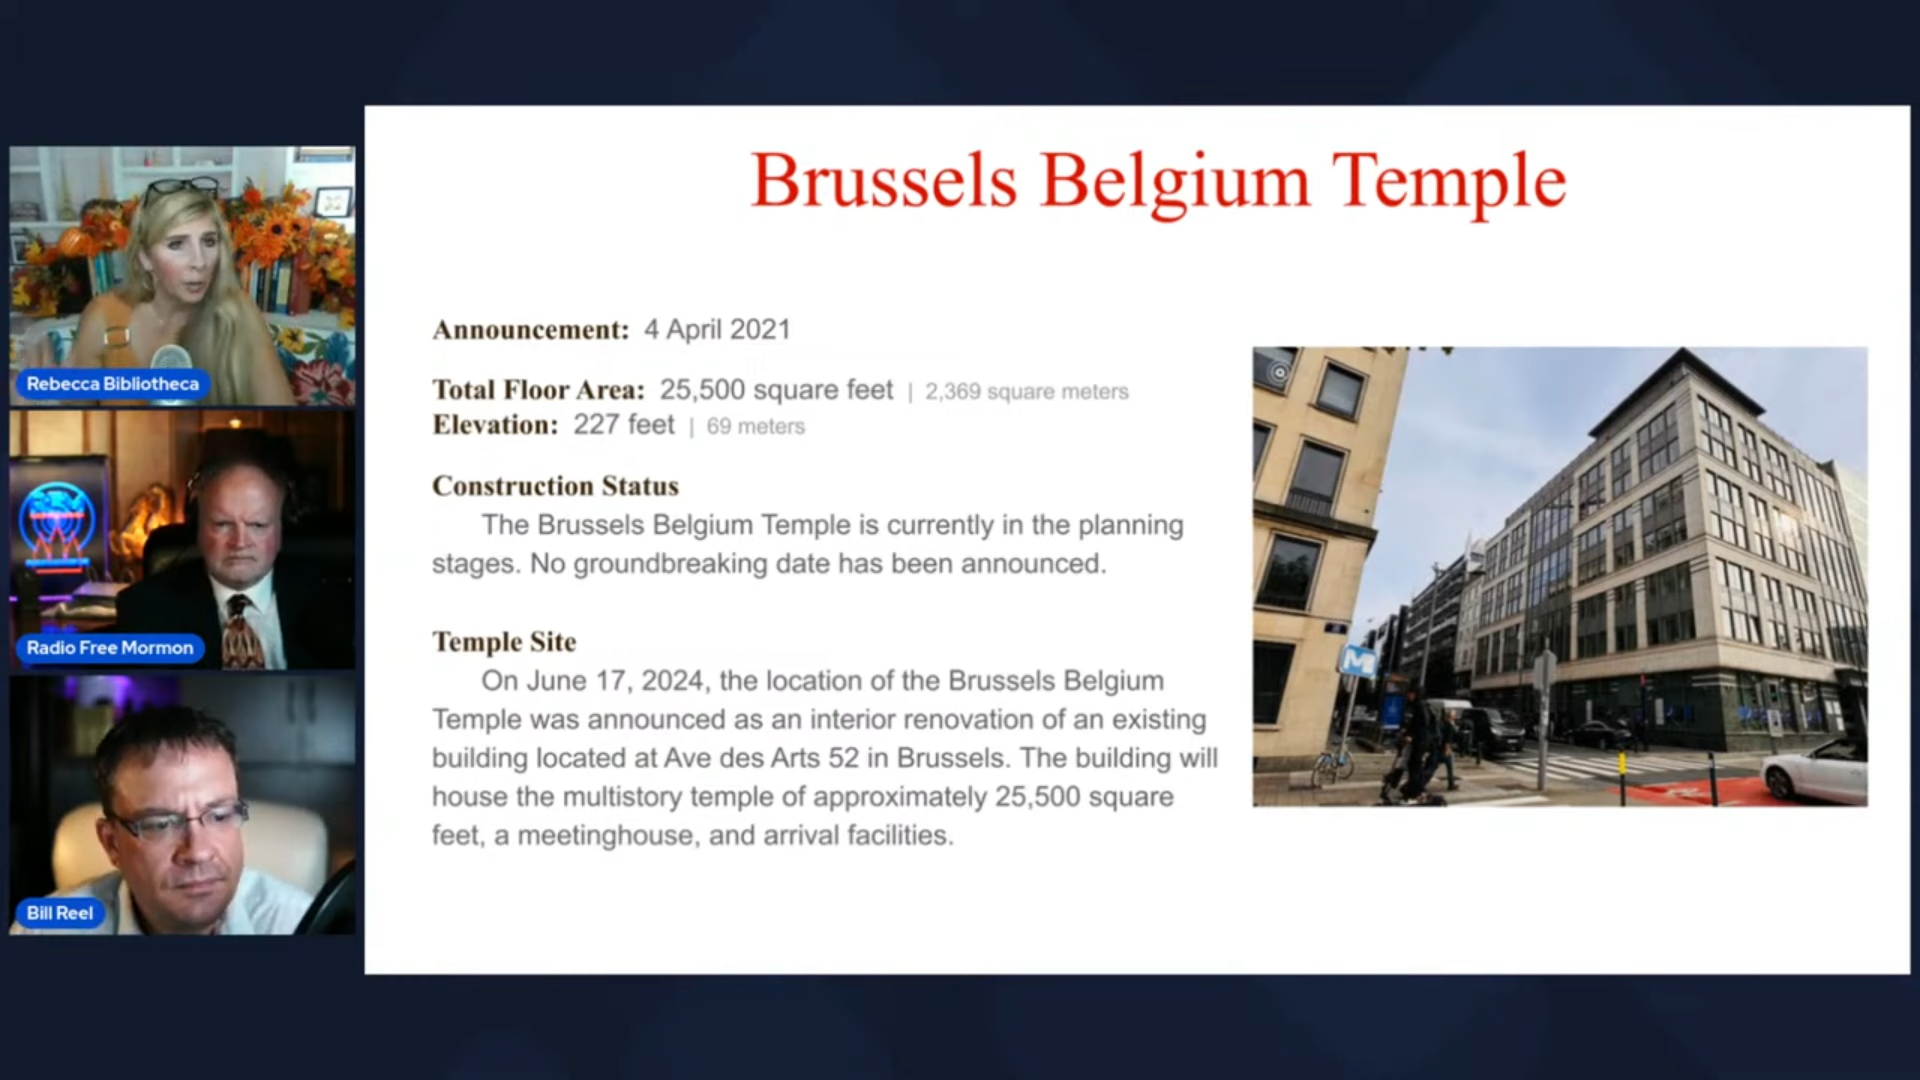 Brussels Belgium Temple
Announcement: 4 April 2021
Total Floor Area: 25,500 square feet | 2,369 square meters
Elevation: 227 feet | 69 meters
Construction Status
The Brussels Belgium Temple is currently in the planning
stages. No groundbreaking date has been announced.
Temple Site
On June 17, 2024, the location of the Brussels Belgium
Temple was announced as an interior renovation of an existing
building located at Ave des Arts 52 in Brussels. The building will
house the multistory temple of approximately 25,500 square
feet, a meetinghouse, and arrival facilities.
M
Rebecca Bibliotheca
Radio Free Mormon
Bill Reel